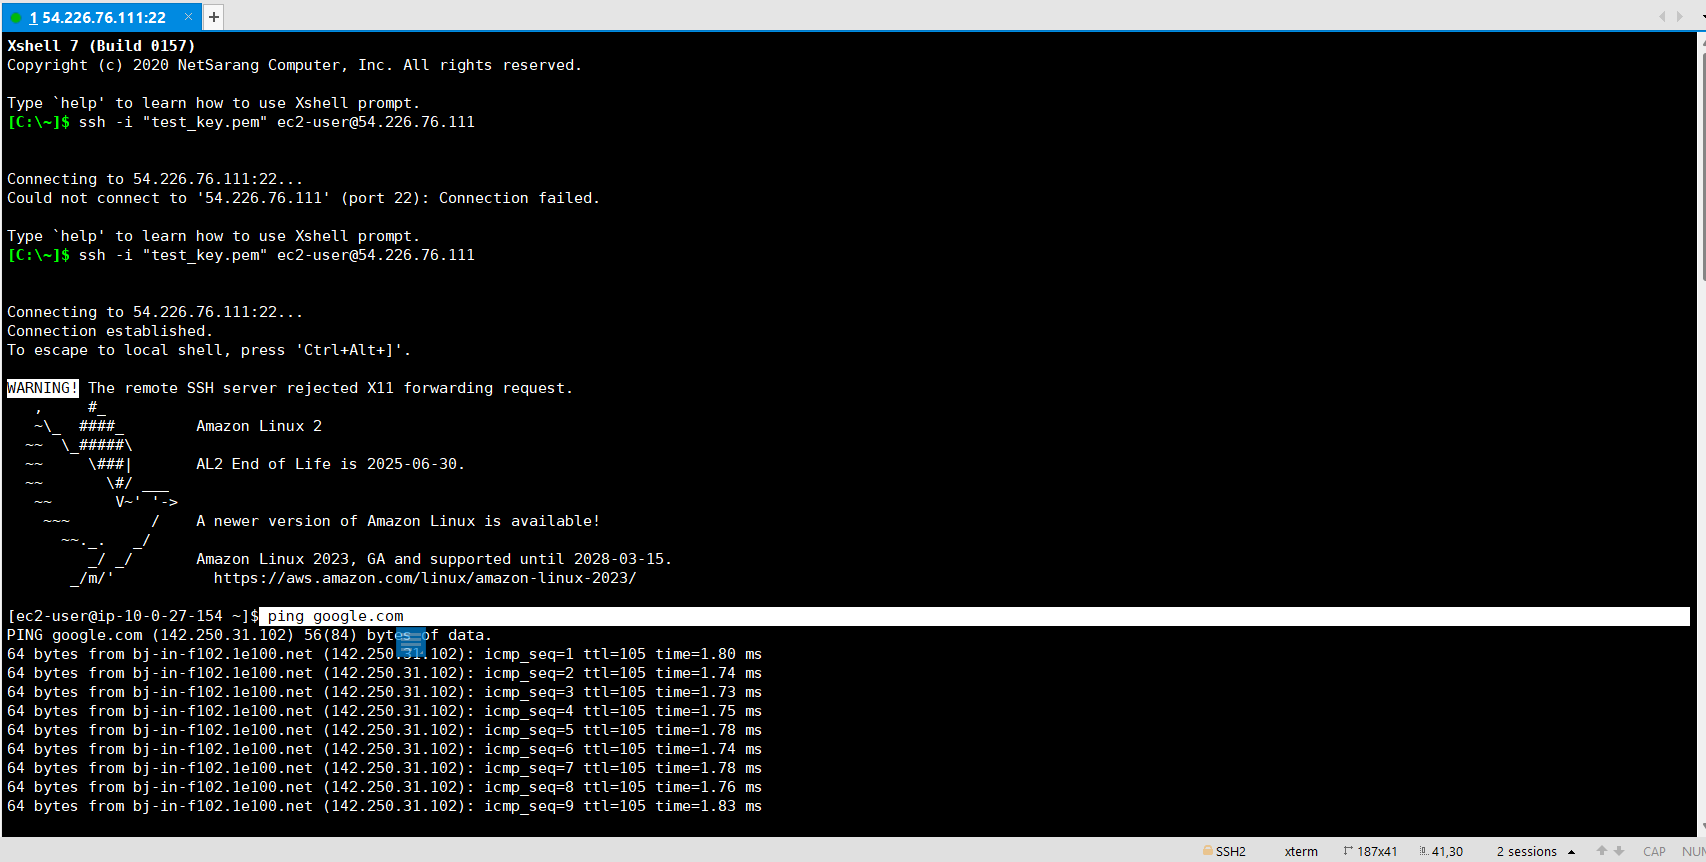 1 54.226.76.111:22 × +
Xshell 7 (Build 0157)
Copyright (c) 2020 NetSarang Computer, Inc. All rights reserved.
Type `help' to learn how to use Xshell prompt.
[C:\~]$ ssh -i "test_key.pem" ec2-user@54.226.76.111
Connecting to 54.226.76.111:22...
Could not connect to '54.226.76.111' (port 22): Connection failed.
Type `help' to learn how to use Xshell prompt.
[C:\~]$ ssh -i "test_key.pem" ec2-user@54.226.76.111
Connecting to 54.226.76.111:22...
Connection established.
To escape to local shell, press 'Ctrl+Alt+]'.
WARNING! The remote SSH server rejected X11 forwarding request.
   ,     #_
   ~\_  ####_        Amazon Linux 2
  ~~  \_#####\
  ~~     \###|       AL2 End of Life is 2025-06-30.
  ~~       \#/ ___
   ~~       V~' '->
    ~~~         /    A newer version of Amazon Linux is available!
      ~~._.   _/
         _/ _/       Amazon Linux 2023, GA and supported until 2028-03-15.
       _/m/'           https://aws.amazon.com/linux/amazon-linux-2023/
[ec2-user@ip-10-0-27-154 ~]$ ping google.com
PING google.com (142.250.31.102) 56(84) bytes of data.
64 bytes from bj-in-f102.1e100.net (142.250.31.102): icmp_seq=1 ttl=105 time=1.80 ms
64 bytes from bj-in-f102.1e100.net (142.250.31.102): icmp_seq=2 ttl=105 time=1.74 ms
64 bytes from bj-in-f102.1e100.net (142.250.31.102): icmp_seq=3 ttl=105 time=1.73 ms
64 bytes from bj-in-f102.1e100.net (142.250.31.102): icmp_seq=4 ttl=105 time=1.75 ms
64 bytes from bj-in-f102.1e100.net (142.250.31.102): icmp_seq=5 ttl=105 time=1.78 ms
64 bytes from bj-in-f102.1e100.net (142.250.31.102): icmp_seq=6 ttl=105 time=1.74 ms
64 bytes from bj-in-f102.1e100.net (142.250.31.102): icmp_seq=7 ttl=105 time=1.78 ms
64 bytes from bj-in-f102.1e100.net (142.250.31.102): icmp_seq=8 ttl=105 time=1.76 ms
64 bytes from bj-in-f102.1e100.net (142.250.31.102): icmp_seq=9 ttl=105 time=1.83 ms
SSH2 xterm 187x41 41,30 2 sessions CAP